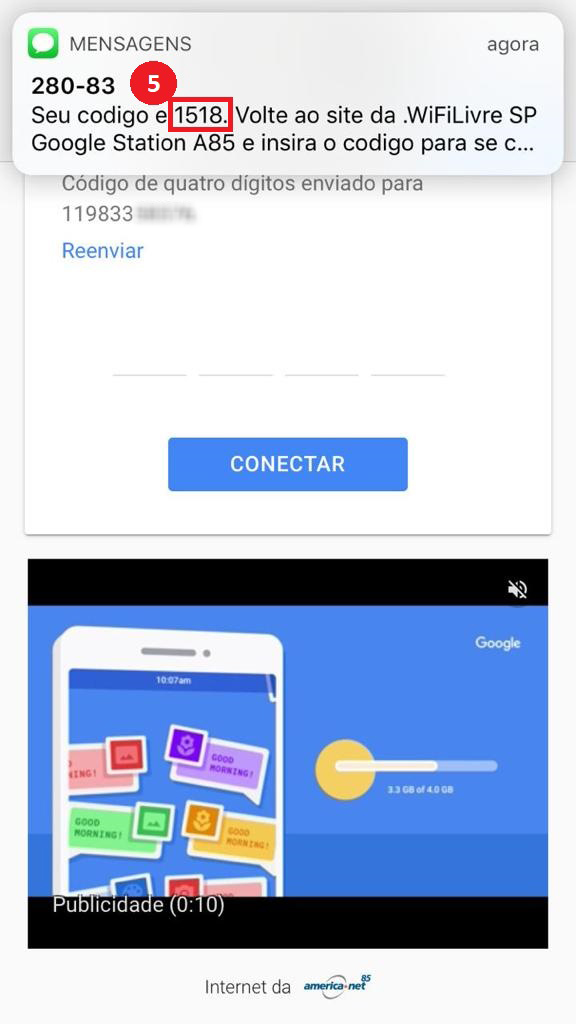 MENSAGENS agora
280-83 5
Seu codigo e 1518. Volte ao site da .WiFiLivre SP
Google Station A85 e insira o codigo para se c...
Código de quatro dígitos enviado para
119833
Reenviar
CONECTAR
Google
10:07am
NING!
GOOD
MORNING!
3.3 GB of 4.0 GB
GOOD
MORNING!
GOOD
MORNING!
Publicidade (0:10)
Internet da america net 85